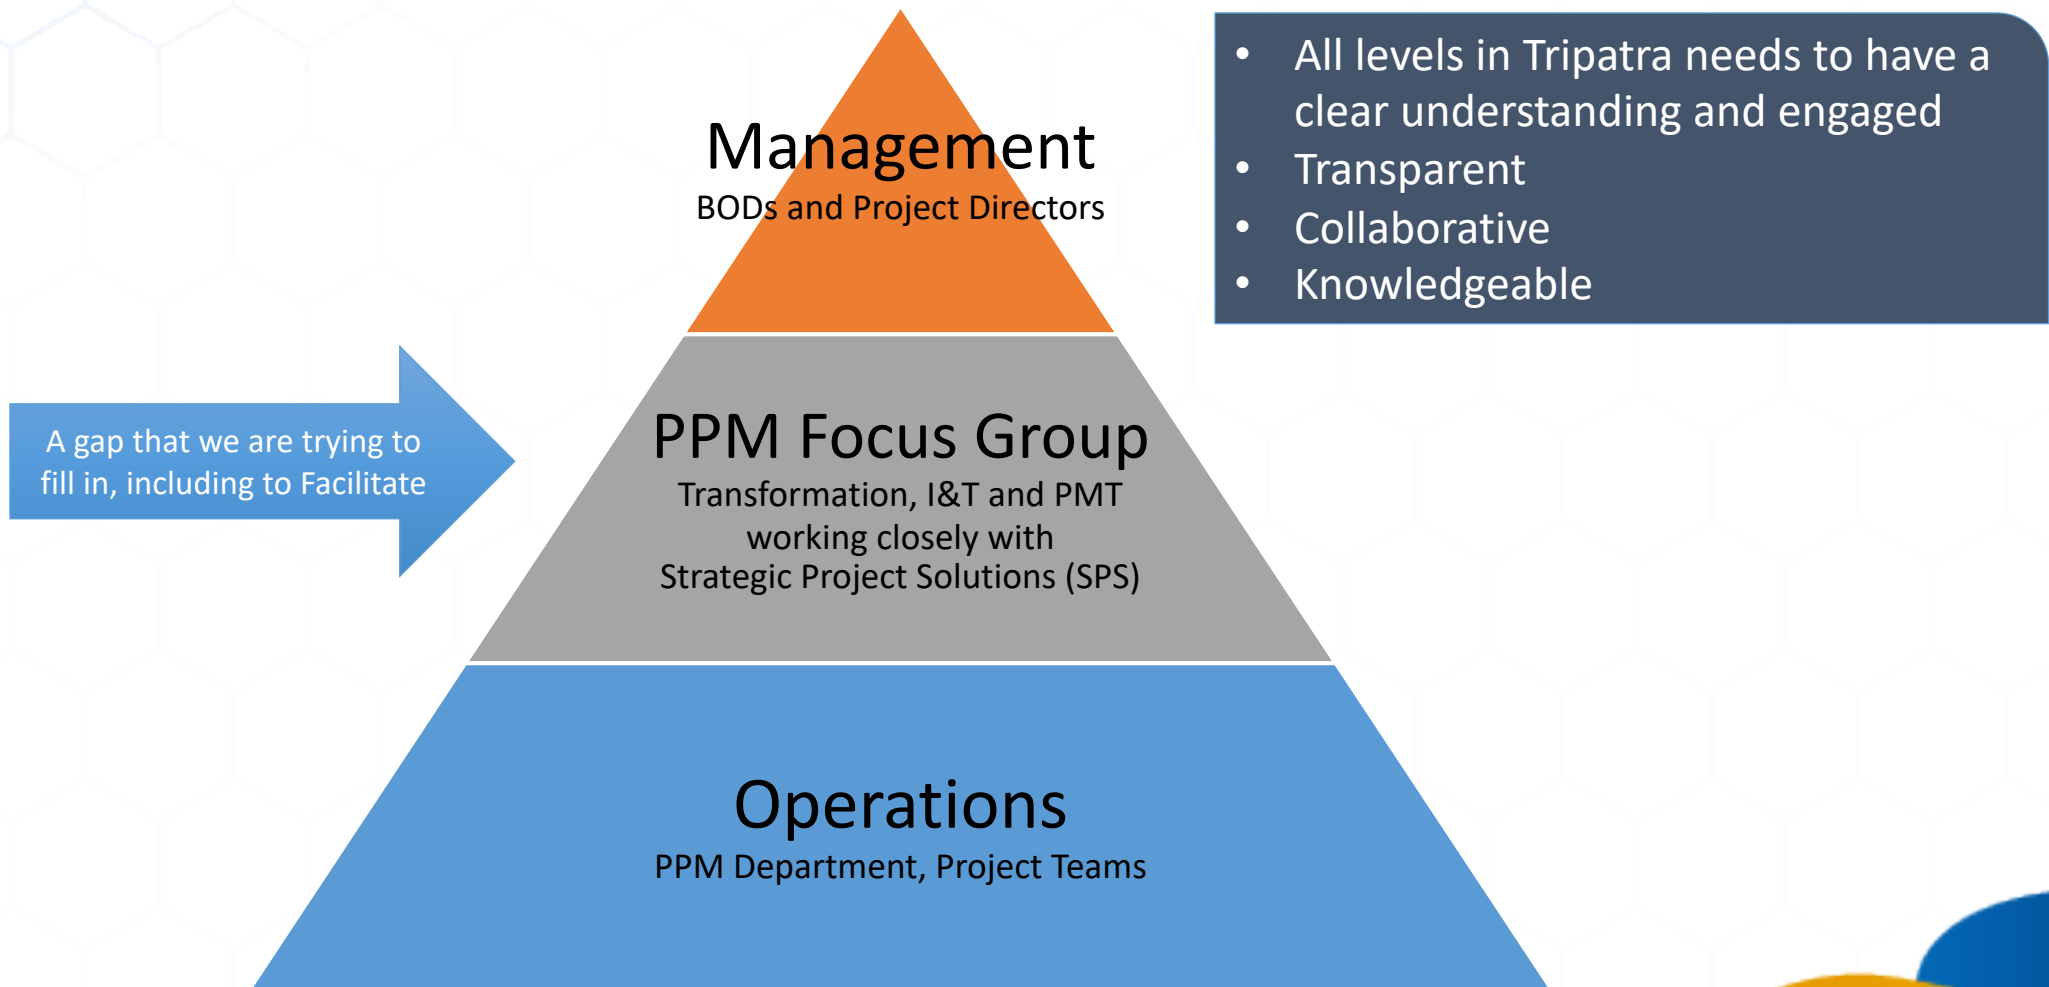 Management
BODs and Project Directors
• All levels in Tripatra needs to have a
clear understanding and engaged
• Transparent
• Collaborative
• Knowledgeable
A gap that we are trying to
fill in, including to Facilitate
PPM Focus Group
Transformation, I&T and PMT
working closely with
Strategic Project Solutions (SPS)
Operations
PPM Department, Project Teams